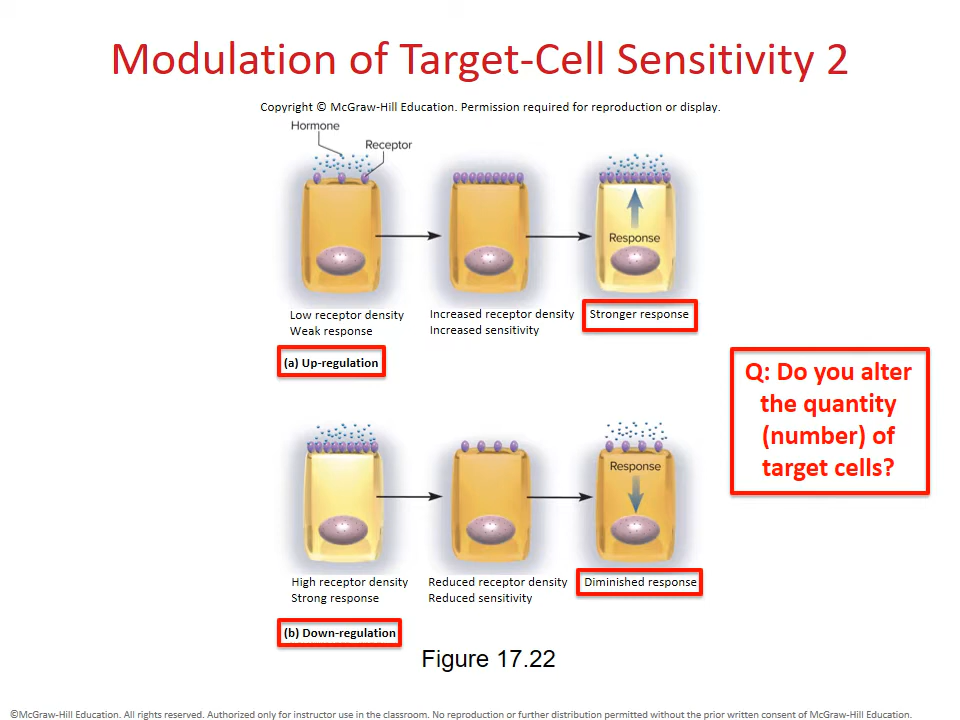 Modulation of Target-Cell Sensitivity 2
Copyright © McGraw-Hill Education. Permission required for reproduction or display.
Hormone
Receptor
Response
Low receptor density
Weak response
Increased receptor density
Increased sensitivity
Stronger response
(a) Up-regulation
Q: Do you alter
the quantity
(number) of
target cells?
Response
High receptor density
Strong response
Reduced receptor density
Reduced sensitivity
Diminished response
(b) Down-regulation
Figure 17.22
©McGraw-Hill Education. All rights reserved. Authorized only for instructor use in the classroom. No reproduction or further distribution permitted without the prior written consent of McGraw-Hill Education.